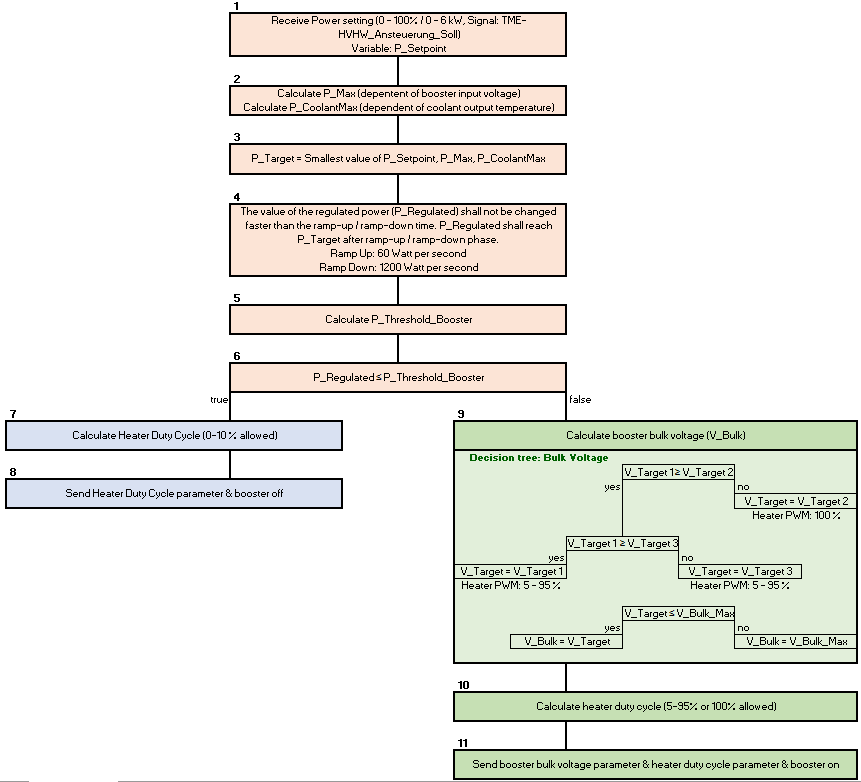 1
Receive Power setting (0 - 100% / 0 - 6 kW, Signal: TME-
HVHW_Ansteuerung_Soll)
Variable: P_Setpoint
2
Calculate P_Max (depentent of booster input voltage)
Calculate P_CoolantMax (dependent of coolant output temperature)
3
P_Target = Smallest value of P_Setpoint, P_Max, P_CoolantMax
4
The value of the regulated power (P_Regulated) shall not be changed
faster than the ramp-up / ramp-down time. P_Regulated shall reach
P_Target after ramp-up / ramp-down phase.
Ramp Up: 60 Watt per second
Ramp Down: 1200 Watt per second
5
Calculate P_Threshold_Booster
6
P_Regulated ≤ P_Threshold_Booster
true
false
7
Calculate Heater Duty Cycle (0-10% allowed)
8
Send Heater Duty Cycle parameter & booster off
9
Calculate booster bulk voltage (V_Bulk)
Decision tree: Bulk Voltage
V_Target 1 ≥ V_Target 2
yes
no
V_Target = V_Target 2
Heater PWM: 100%
V_Target 1 ≥ V_Target 3
yes
no
V_Target = V_Target 1
V_Target = V_Target 3
Heater PWM: 5 - 95%
Heater PWM: 5 - 95%
V_Target ≤ V_Bulk_Max
yes
no
V_Bulk = V_Target
V_Bulk = V_Bulk_Max
10
Calculate heater duty cycle (5-95% or 100% allowed)
11
Send booster bulk voltage parameter & heater duty cycle parameter & booster on